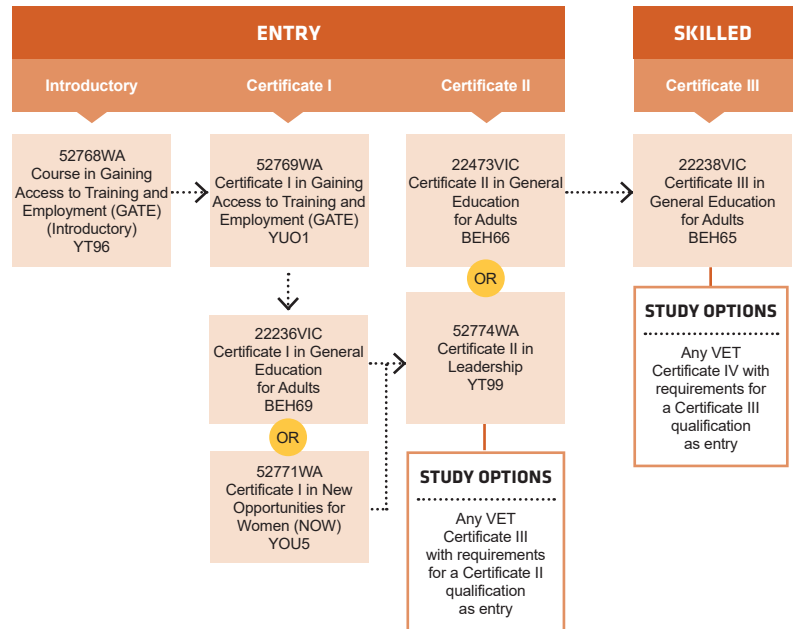 ENTRY
SKILLED
Introductory
Certificate I
Certificate II
Certificate III
52768WA
Course in Gaining
Access to Training and
Employment (GATE)
(Introductory)
YT96
52769WA
Certificate I in Gaining
Access to Training and
Employment (GATE)
YUO1
22473VIC
Certificate II in General
Education
for Adults
BEH66
22238VIC
Certificate III in
General Education
for Adults
BEH65
OR
22236VIC
Certificate I in General
Education
for Adults
BEH69
52774WA
Certificate II in
Leadership
YT99
STUDY OPTIONS
Any VET
Certificate IV with
requirements for
a Certificate III
qualification
as entry
OR
52771WA
Certificate I in New
Opportunities for
Women (NOW)
YOU5
STUDY OPTIONS
Any VET
Certificate III
with requirements
for a Certificate II
qualification
as entry